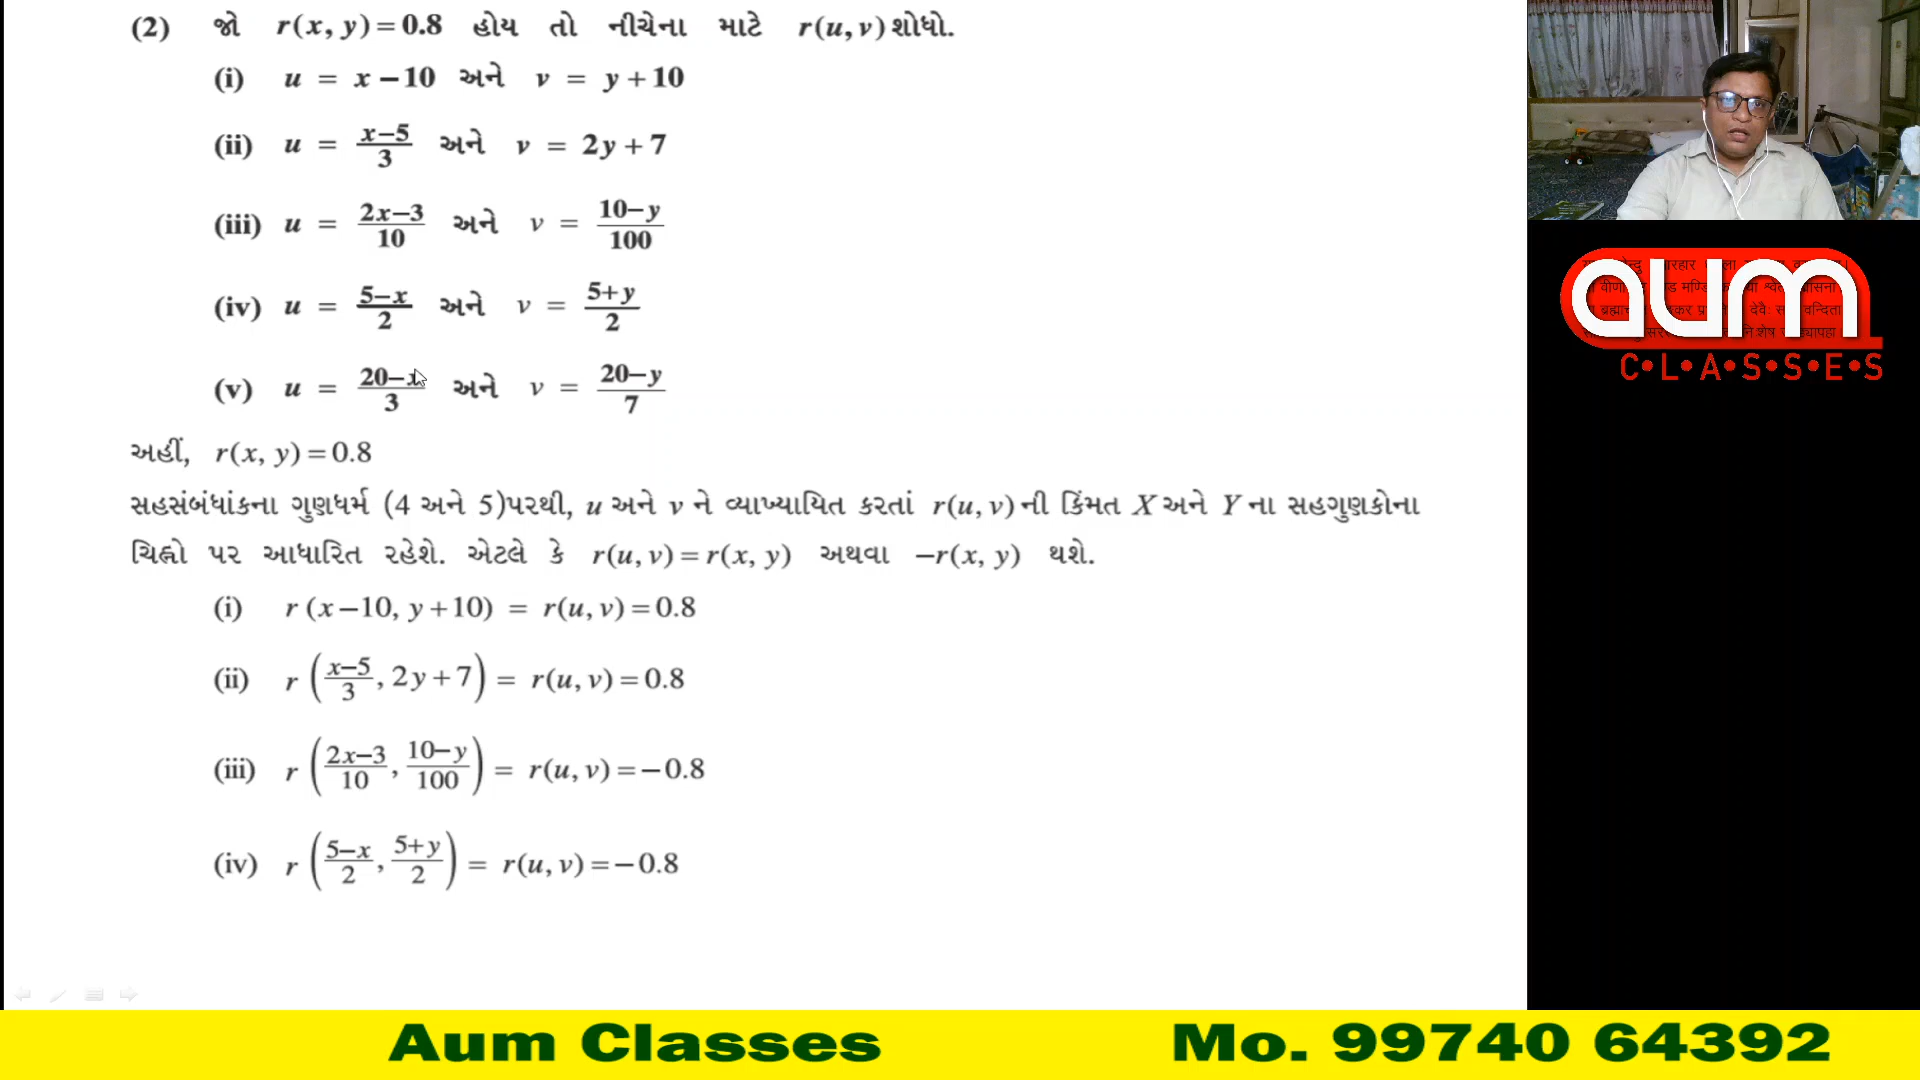 (2) જો r(x, y) = 0.8 હોય તો નીચેના માટે r(u, v) શોધો.
(i) u = x – 10 અને v = y + 10
(ii) u = x–5/3 અને v = 2y + 7
(iii) u = 2x–3/10 અને v = 10–y/100
(iv) u = 5–x/2 અને v = 5+y/2
(v) u = 20–x/3 અને v = 20–y/7
અહીં, r(x, y) = 0.8
સહસંબંધાંકના ગુણધર્મ (4 અને 5)પરથી, u અને v ને વ્યાખ્યાયિત કરતાં r(u, v) ની કિંમત X અને Y ના સહગુણકોના
ચિહ્નો પર આધારિત રહેશે. એટલે કે r(u, v) = r(x, y) અથવા –r(x, y) થશે.
(i) r (x–10, y+10) = r(u, v) = 0.8
(ii) r (x–5/3, 2y+7) = r(u, v) = 0.8
(iii) r (2x–3/10, 10–y/100) = r(u, v) = –0.8
(iv) r (5–x/2, 5+y/2) = r(u, v) = –0.8
aum
C•L•A•S•S•E•S
Aum Classes Mo. 99740 64392